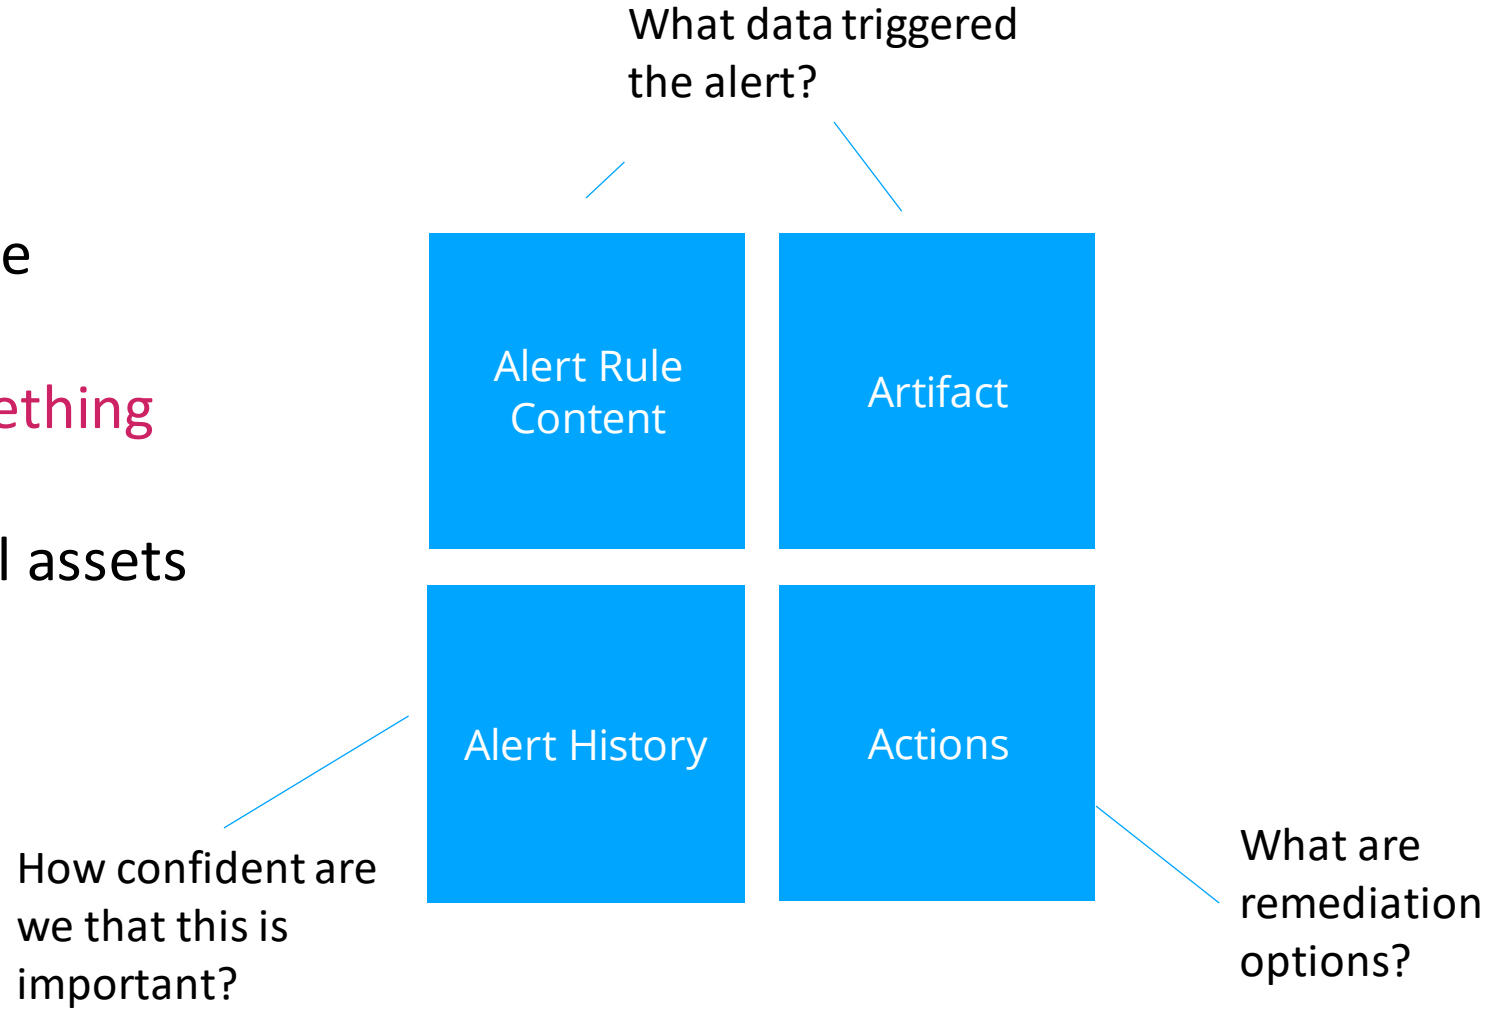 What data triggered
the alert?
e
ething
l assets
Alert Rule
Content
Artifact
Alert History
Actions
How confident are
we that this is
important?
What are
remediation
options?